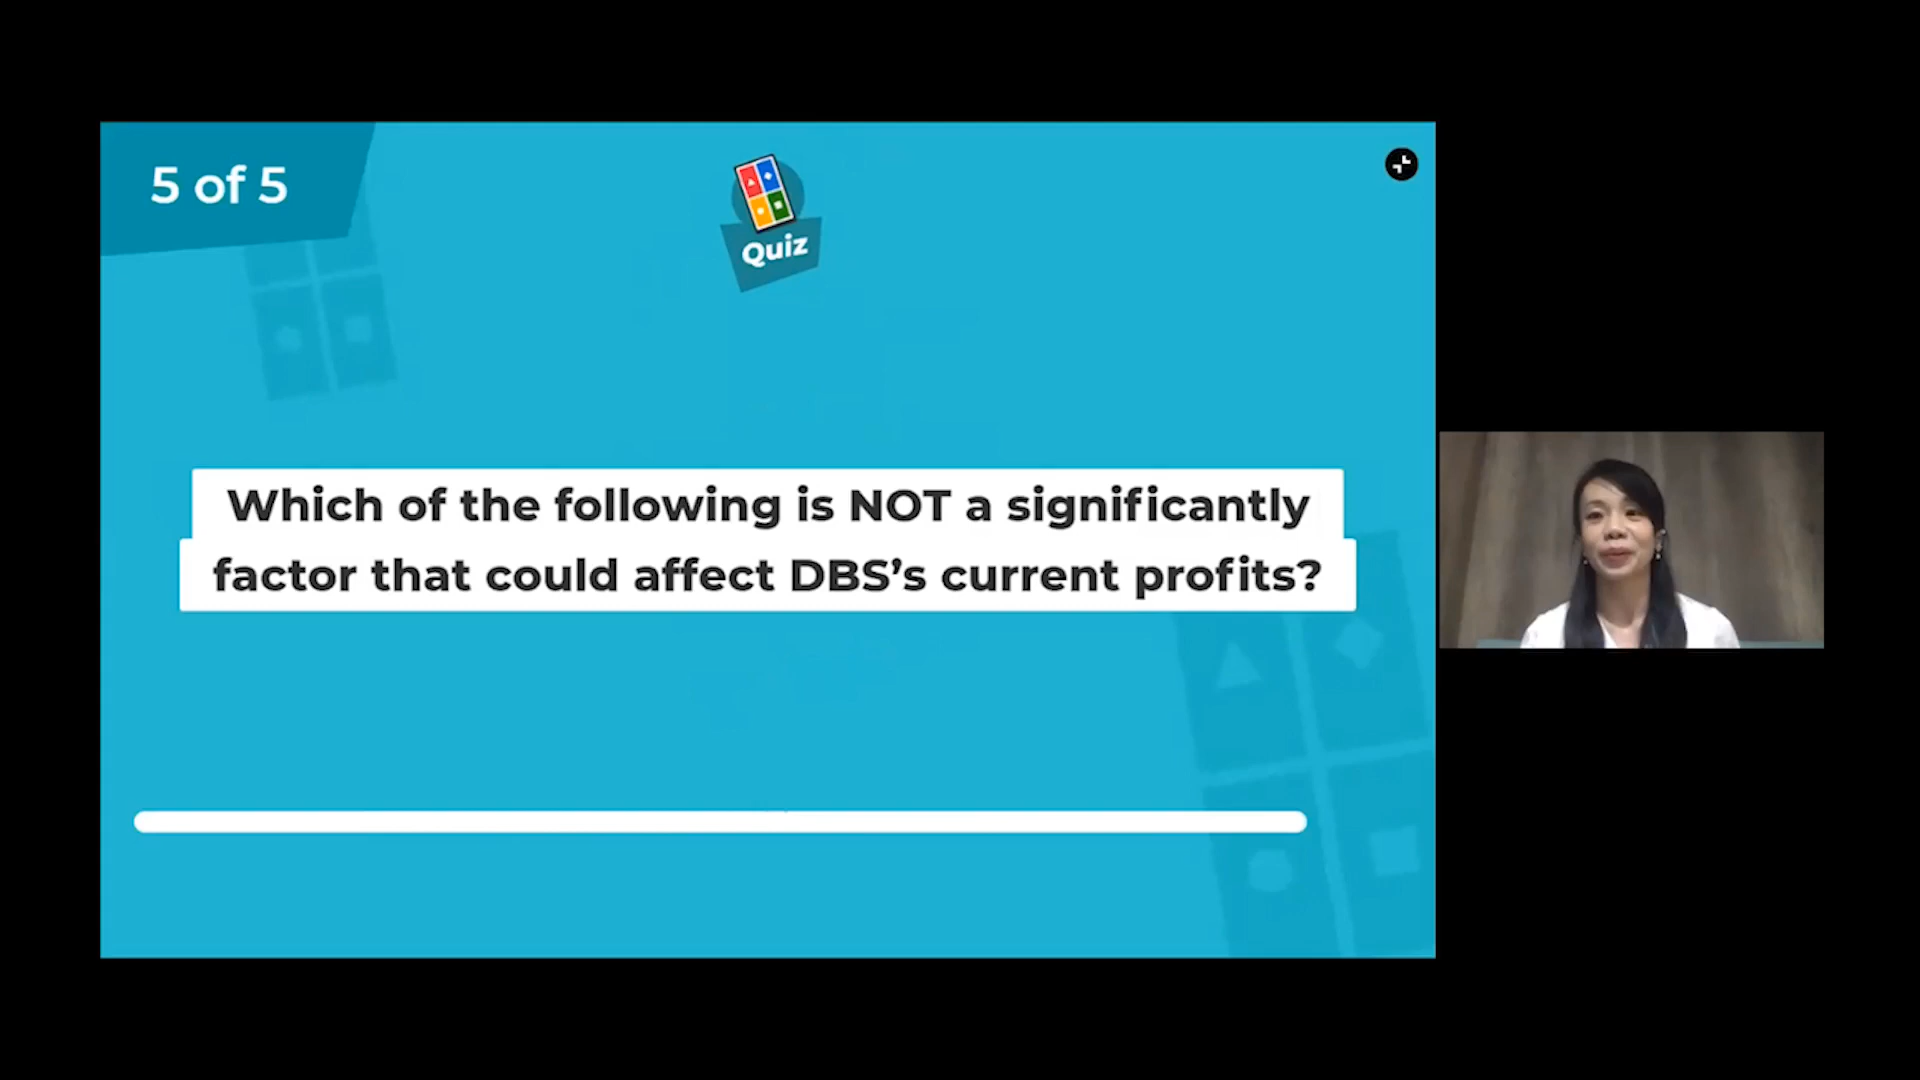 5 of 5
Quiz
Which of the following is NOT a significantly
factor that could affect DBS’s current profits?